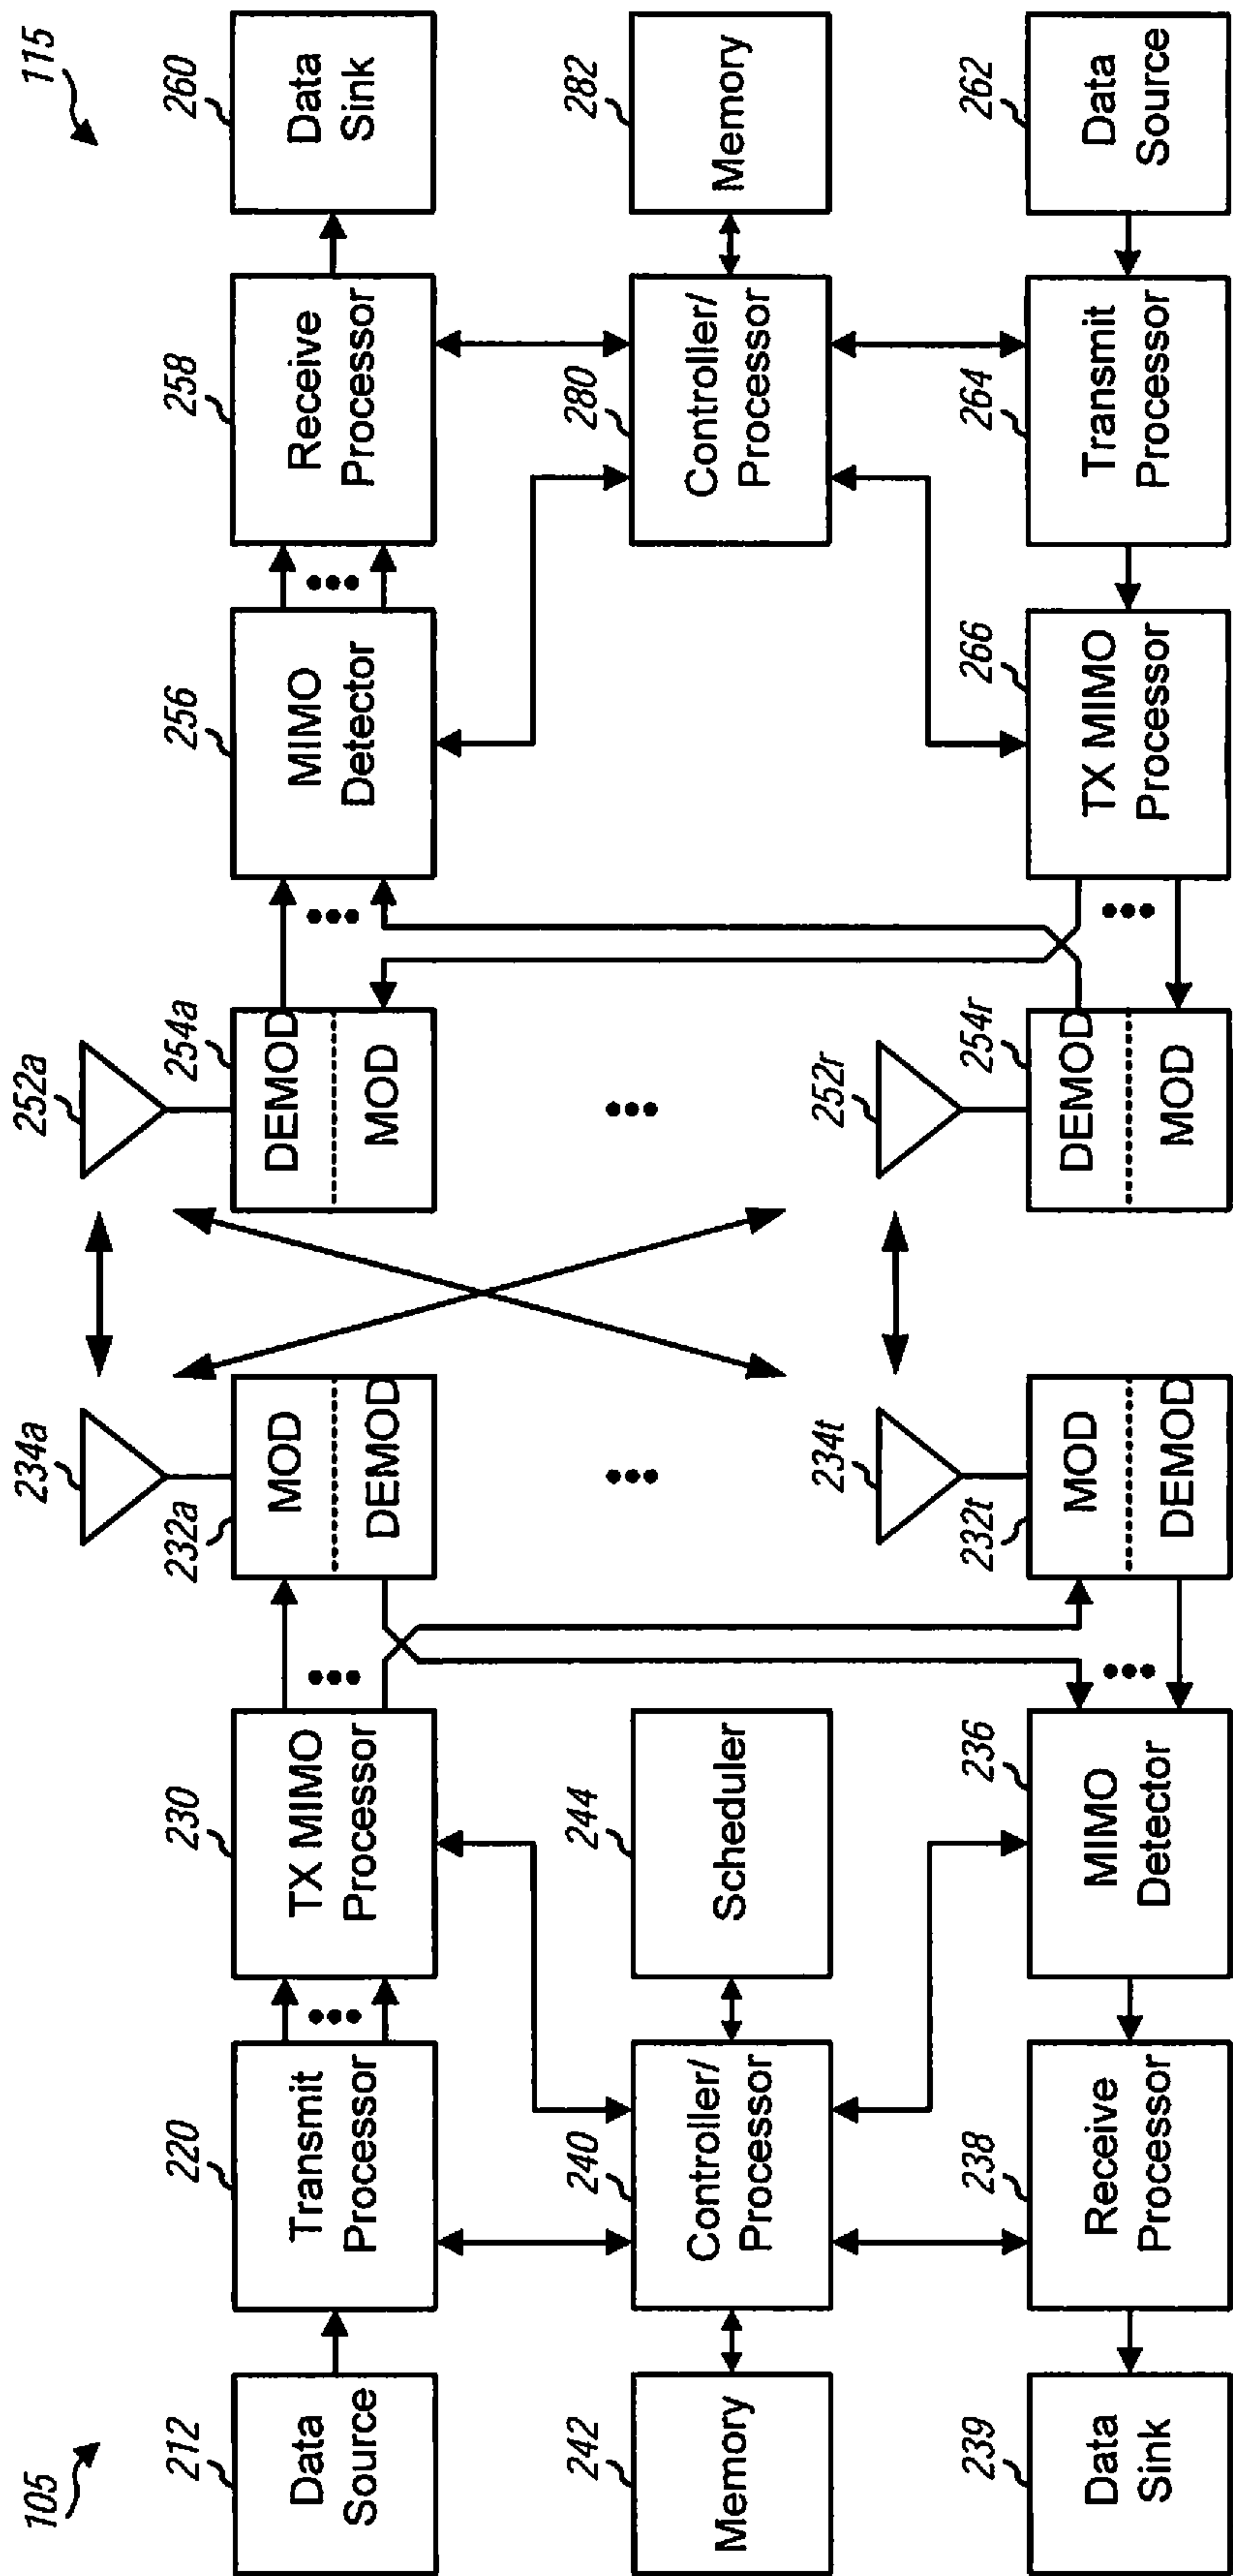 105
115
212
Data
Source
220
Transmit
Processor
230
TX MIMO
Processor
232a
MOD
DEMOD
234a
252a
254a
DEMOD
MOD
256
MIMO
Detector
258
Receive
Processor
260
Data
Sink
242
Memory
240
Controller/
Processor
244
Scheduler
280
Controller/
Processor
282
Memory
239
Data
Sink
238
Receive
Processor
236
MIMO
Detector
232t
MOD
DEMOD
234t
252r
254r
DEMOD
MOD
266
TX MIMO
Processor
264
Transmit
Processor
262
Data
Source